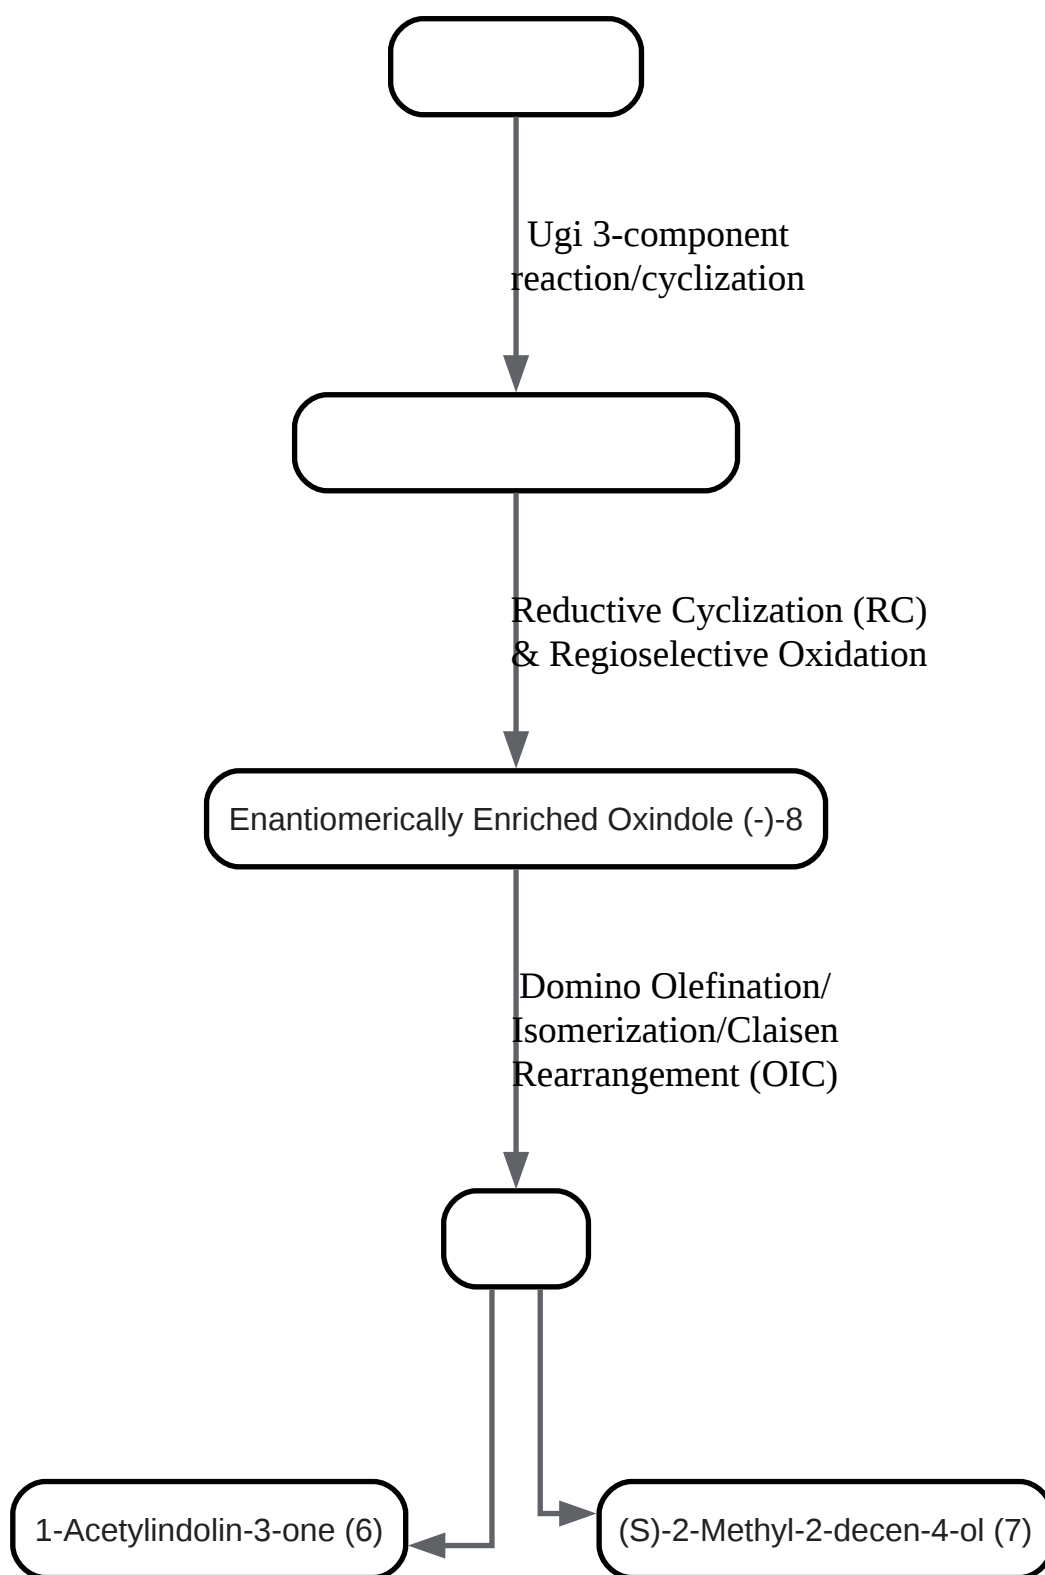 Ugi 3-component
reaction/cyclization
Reductive Cyclization (RC)
& Regioselective Oxidation
Enantiomerically Enriched Oxindole (-)-8
Domino Olefination/
Isomerization/Claisen
Rearrangement (OIC)
1-Acetylindolin-3-one (6)
(S)-2-Methyl-2-decen-4-ol (7)